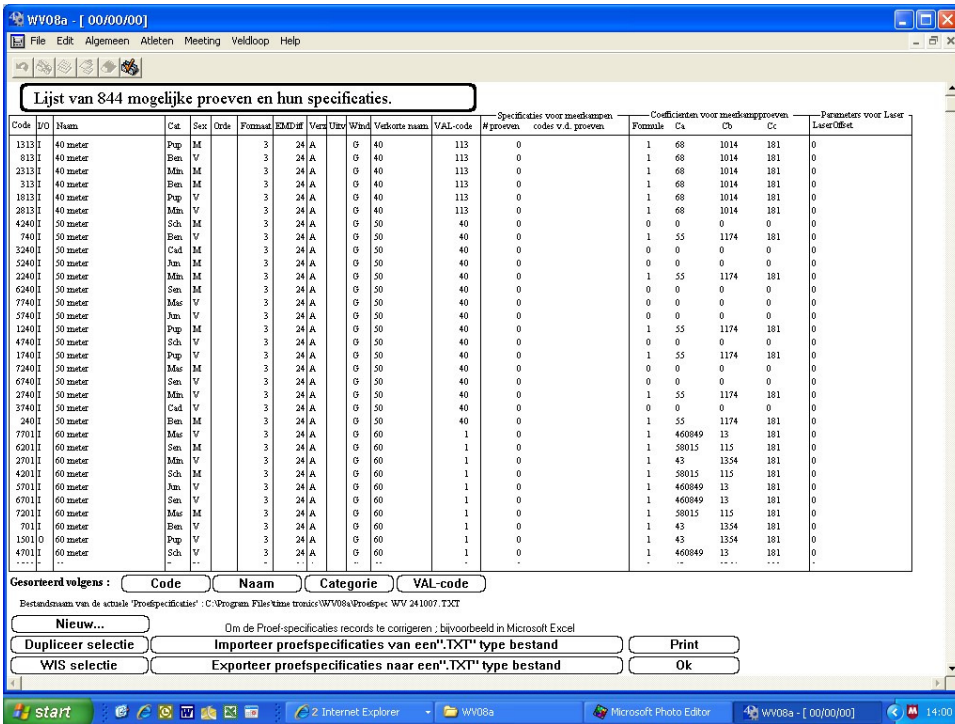 WV08a - [ 00/00/00]
File Edit Algemeen Atleten Meeting Veldloop Help
Lijst van 844 mogelijke proeven en hun specificaties.
Specificaties voor meerkampen Coefficienten voor meerkampproeven Parameters voor Laser
Code I/O Naam Cat Sex Orde Formaat EMDiff Verz Uitv Wind Verkorte naam VAL-code # proeven codes v.d. proeven Formule Ca Cb Cc LaserOffset
1313 I 40 meter Pup M 3 24 A G 40 113 0 1 68 1014 181 0
813 I 40 meter Ben V 3 24 A G 40 113 0 1 68 1014 181 0
2313 I 40 meter Min M 3 24 A G 40 113 0 1 68 1014 181 0
313 I 40 meter Ben M 3 24 A G 40 113 0 1 68 1014 181 0
1813 I 40 meter Pup V 3 24 A G 40 113 0 1 68 1014 181 0
2813 I 40 meter Min V 3 24 A G 40 113 0 1 68 1014 181 0
4240 I 50 meter Sch M 3 24 A G 50 40 0 0 0 0 0 0
740 I 50 meter Ben V 3 24 A G 50 40 0 1 55 1174 181 0
3240 I 50 meter Cad M 3 24 A G 50 40 0 0 0 0 0 0
5240 I 50 meter Jun M 3 24 A G 50 40 0 0 0 0 0 0
2240 I 50 meter Min M 3 24 A G 50 40 0 1 55 1174 181 0
6240 I 50 meter Sen M 3 24 A G 50 40 0 0 0 0 0 0
7740 I 50 meter Mas V 3 24 A G 50 40 0 0 0 0 0 0
5740 I 50 meter Jun V 3 24 A G 50 40 0 0 0 0 0 0
1240 I 50 meter Pup M 3 24 A G 50 40 0 1 55 1174 181 0
4740 I 50 meter Sch V 3 24 A G 50 40 0 0 0 0 0 0
1740 I 50 meter Pup V 3 24 A G 50 40 0 1 55 1174 181 0
7240 I 50 meter Mas M 3 24 A G 50 40 0 0 0 0 0 0
6740 I 50 meter Sen V 3 24 A G 50 40 0 0 0 0 0 0
2740 I 50 meter Min V 3 24 A G 50 40 0 1 55 1174 181 0
3740 I 50 meter Cad V 3 24 A G 50 40 0 0 0 0 0 0
240 I 50 meter Ben M 3 24 A G 50 40 0 1 55 1174 181 0
7701 I 60 meter Mas V 3 24 A G 60 1 0 1 460849 13 181 0
6201 I 60 meter Sen M 3 24 A G 60 1 0 1 58015 115 181 0
2701 I 60 meter Min V 3 24 A G 60 1 0 1 43 1354 181 0
4201 I 60 meter Sch M 3 24 A G 60 1 0 1 58015 115 181 0
5701 I 60 meter Jun V 3 24 A G 60 1 0 1 460849 13 181 0
6701 I 60 meter Sen V 3 24 A G 60 1 0 1 460849 13 181 0
7201 I 60 meter Mas M 3 24 A G 60 1 0 1 58015 115 181 0
701 I 60 meter Ben V 3 24 A G 60 1 0 1 43 1354 181 0
1501 O 60 meter Pup V 3 24 A G 60 1 0 1 43 1354 181 0
4701 I 60 meter Sch V 3 24 A G 60 1 0 1 460849 13 181 0
Gesorteerd volgens : Code Naam Categorie VAL-code
Bestandsnaam van de actuele 'Proefspecificaties' : C:\Program Files\time tronics\WV08a\Proefspec WV 241007.TXT
Nieuw... Om de Proef-specificaties records te corrigeren ; bijvoorbeeld in Microsoft Excel
Dupliceer selectie Importeer proefspecificaties van een ".TXT" type bestand Print
WIS selectie Exporteer proefspecificaties naar een ".TXT" type bestand Ok
start 2 Internet Explorer WV08a Microsoft Photo Editor WV08a - [ 00/00/00] 14:00